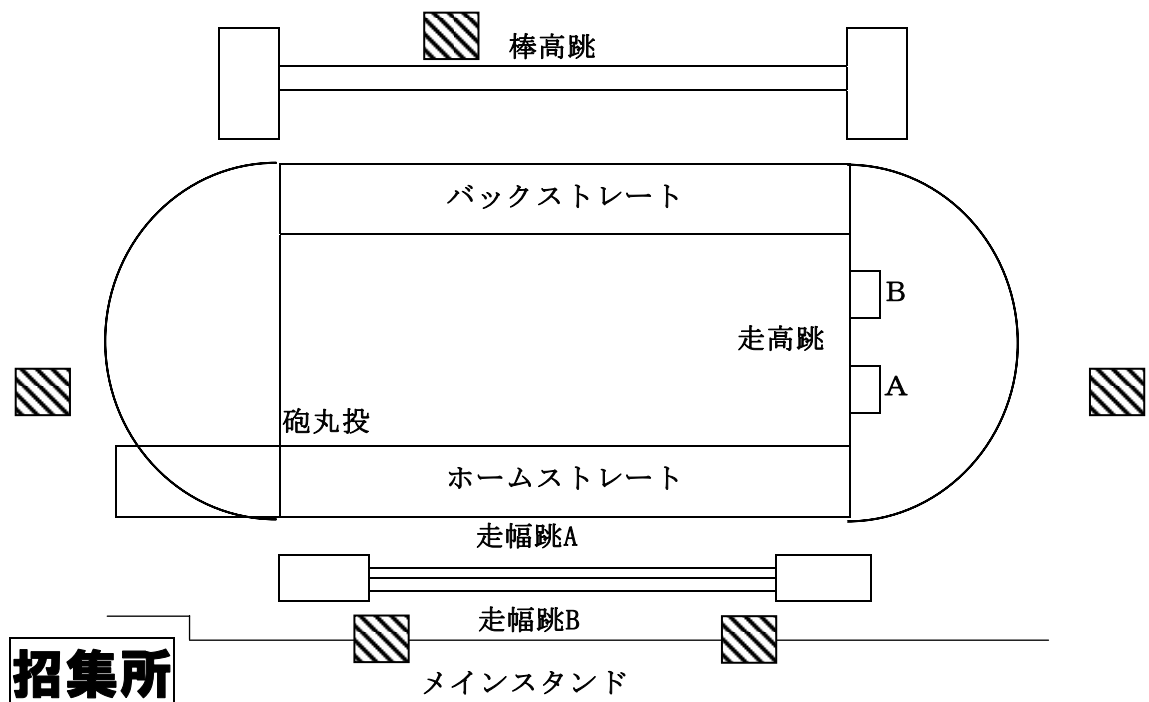 棒高跳
バックストレート
B
走高跳
A
砲丸投
ホームストレート
走幅跳A
走幅跳B
招集所
メインスタンド